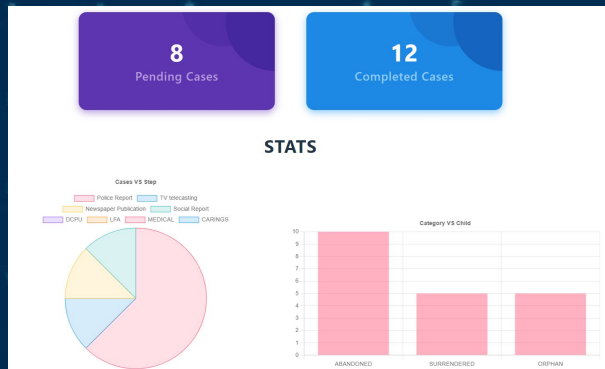 8
Pending Cases
12
Completed Cases
STATS
Cases VS Step
Police Report TV telecasting
Newspaper Publication Social Report
DCPU LFA MEDICAL CARINGS
Category VS Child
10
9
8
7
6
5
4
3
2
1
0
ABANDONED SURRENDERED ORPHAN